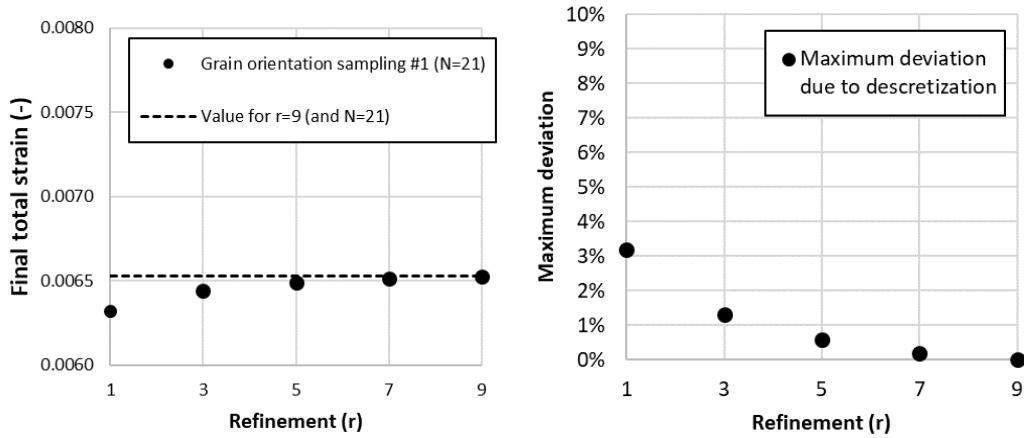 0.0080
0.0075
0.0070
0.0065
0.0060
Final total strain (-)
Grain orientation sampling #1 (N=21)
Value for r=9 (and N=21)
1 3 5 7 9
Refinement (r)
10%
9%
8%
7%
6%
5%
4%
3%
2%
1%
0%
Maximum deviation
Maximum deviation
due to descretization
1 3 5 7 9
Refinement (r)